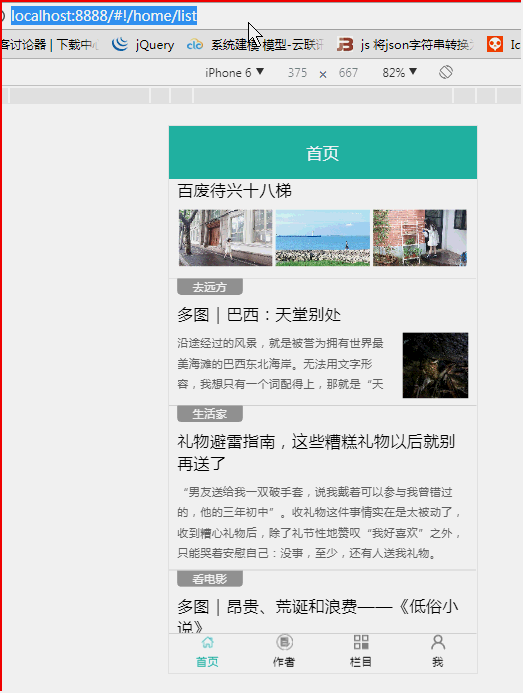 localhost:8888/#!/home/list
客讨论器 | 下载中心 jQuery 系统建模 模型-云联 js 将json字符串转换 Ic
iPhone 6 ▼ 375 × 667 82% ▼
首页
百废待兴十八梯
去远方
多图｜巴西：天堂别处
沿途经过的风景，就是被誉为拥有世界最
美海滩的巴西东北海岸。无法用文字形
容，我想只有一个词配得上，那就是“天
生活家
礼物避雷指南，这些糟糕礼物以后就别
再送了
“男友送给我一双破手套，说我戴着可以参与我曾错过
的，他的三年初中”。收礼物这件事情实在是太被动了，
收到糟心礼物后，除了礼节性地赞叹“我好喜欢”之外，
只能哭着安慰自己：没事，至少，还有人送我礼物。
看电影
多图｜昂贵、荒诞和浪费——《低俗小
说》
首页 作者 栏目 我